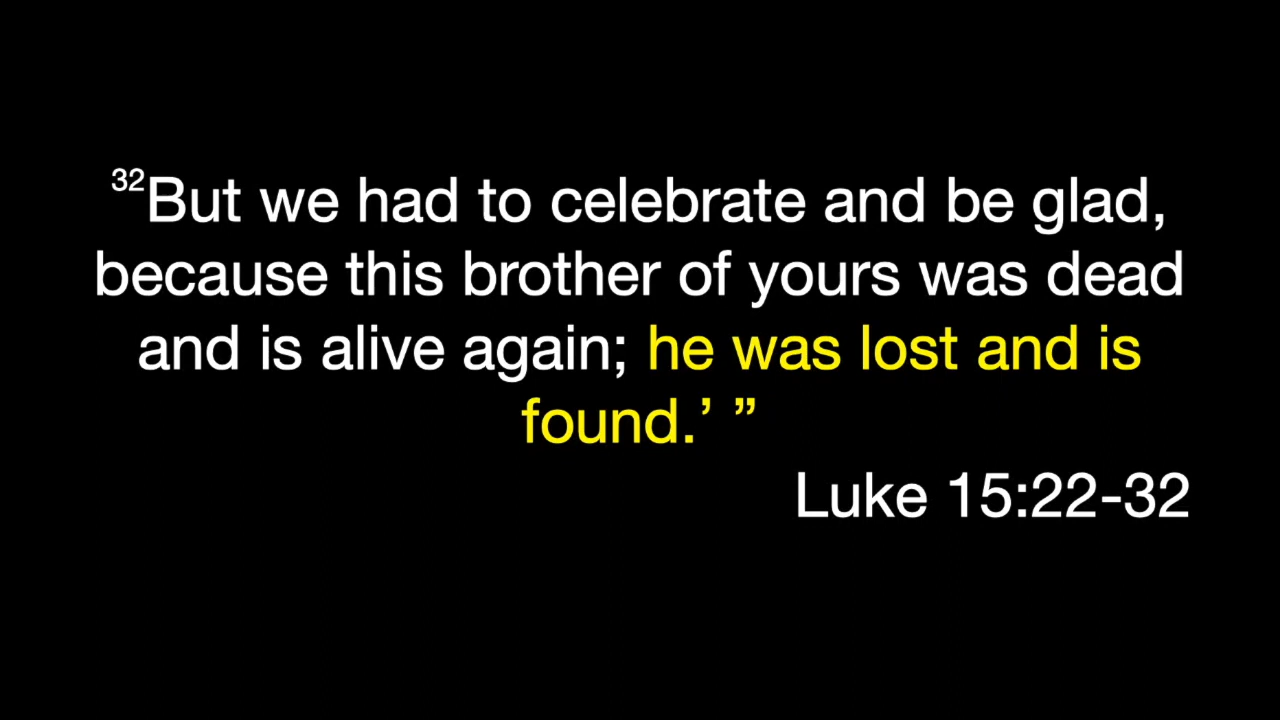 32But we had to celebrate and be glad,
because this brother of yours was dead
and is alive again; he was lost and is
found.’ ”
Luke 15:22-32